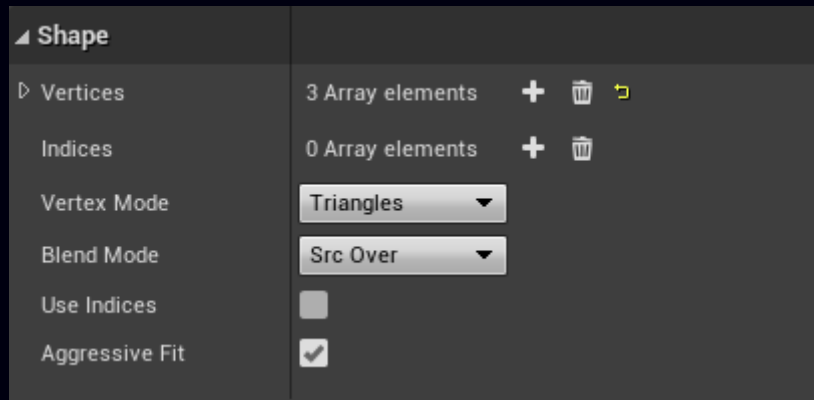 Shape
Vertices 3 Array elements
Indices 0 Array elements
Vertex Mode Triangles
Blend Mode Src Over
Use Indices
Aggressive Fit